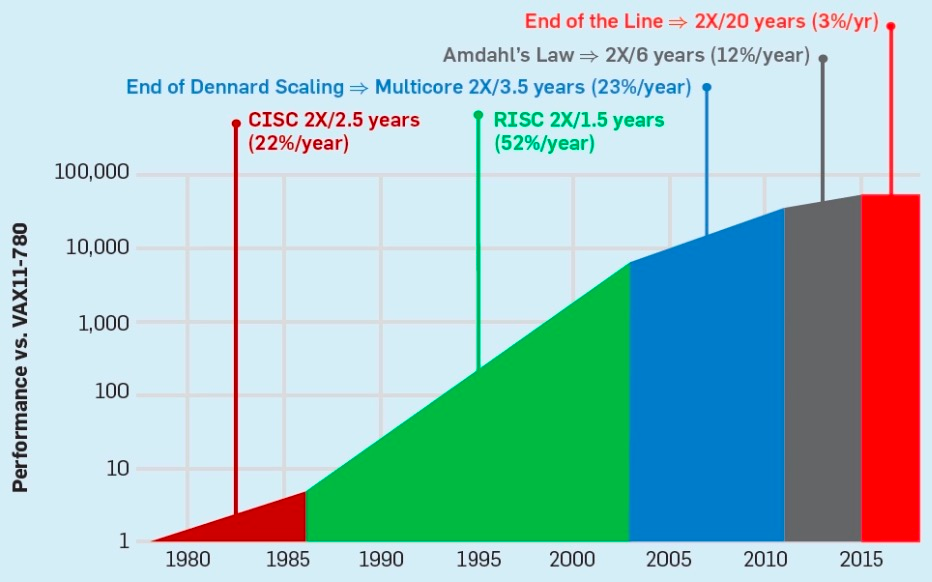 End of the Line ⇒ 2X/20 years (3%/yr)
Amdahl's Law ⇒ 2X/6 years (12%/year)
End of Dennard Scaling ⇒ Multicore 2X/3.5 years (23%/year)
CISC 2X/2.5 years
(22%/year)
RISC 2X/1.5 years
(52%/year)
Performance vs. VAX11-780
100,000
10,000
1,000
100
10
1
1980 1985 1990 1995 2000 2005 2010 2015